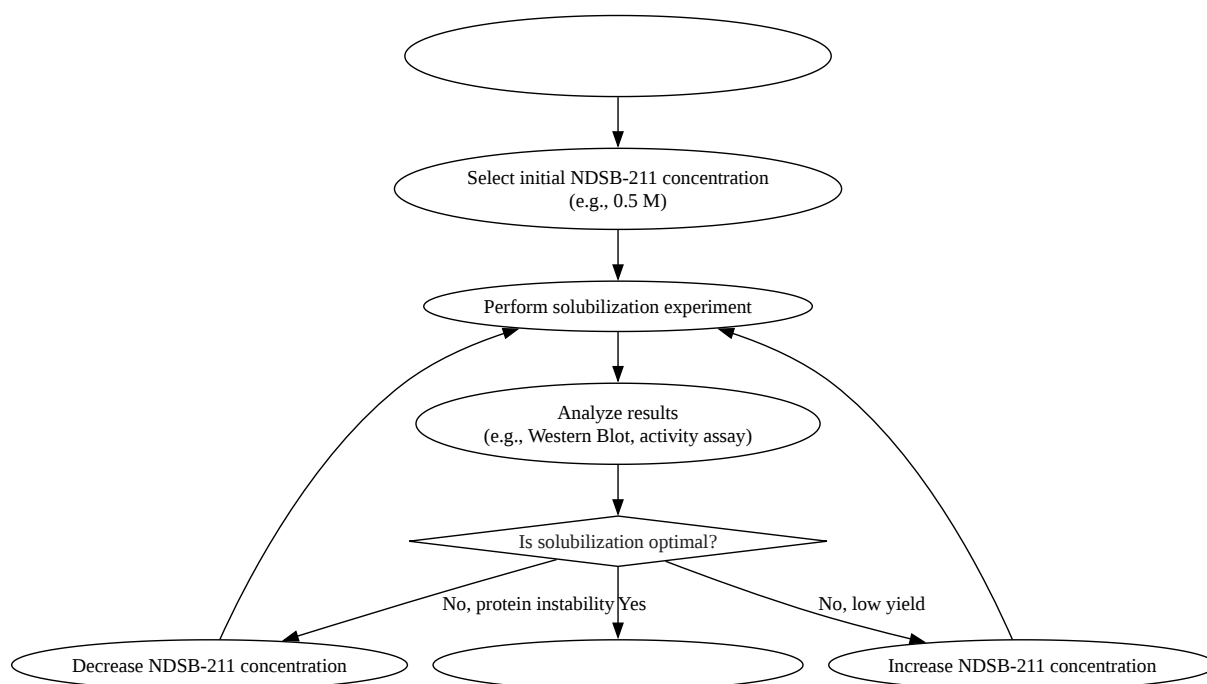 Select initial NDSB-211 concentration
(e.g., 0.5 M)
Perform solubilization experiment
Analyze results
(e.g., Western Blot, activity assay)
Is solubilization optimal?
No, protein instability
Yes
No, low yield
Decrease NDSB-211 concentration
Increase NDSB-211 concentration